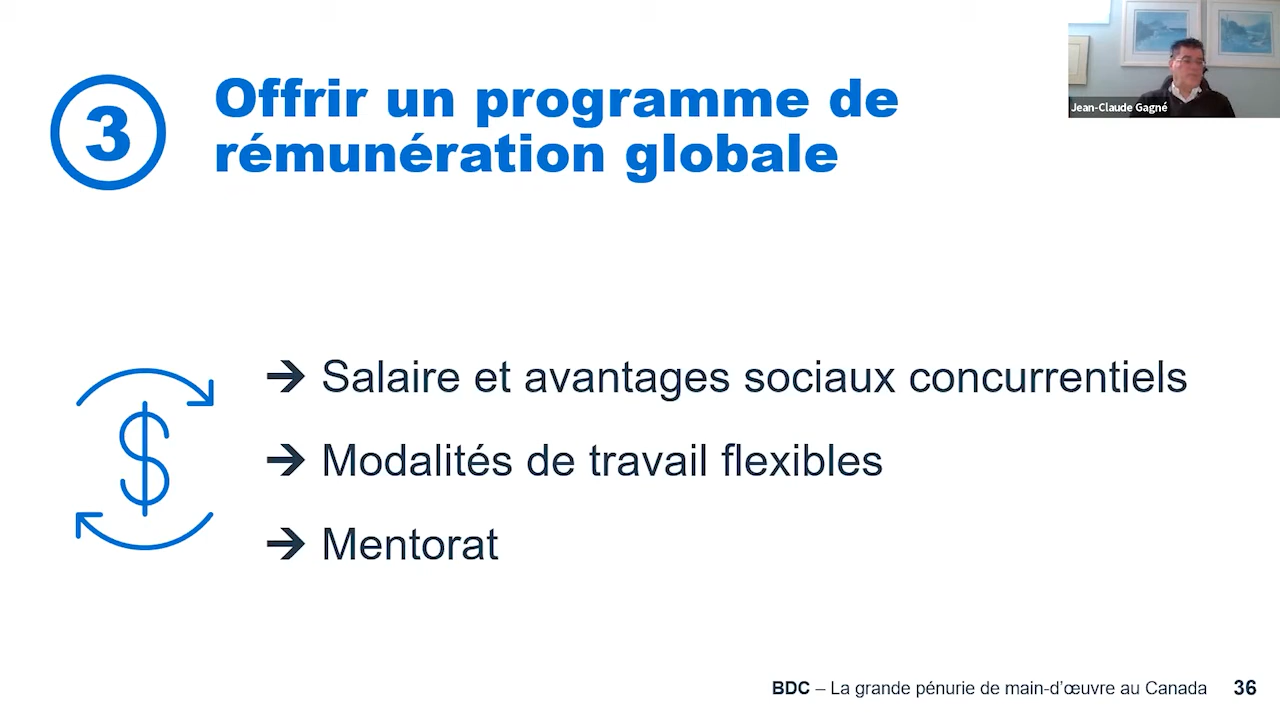 3
Offrir un programme de
rémunération globale
Jean-Claude Gagné
→ Salaire et avantages sociaux concurrentiels
→ Modalités de travail flexibles
→ Mentorat
$
BDC – La grande pénurie de main-d'œuvre au Canada 36